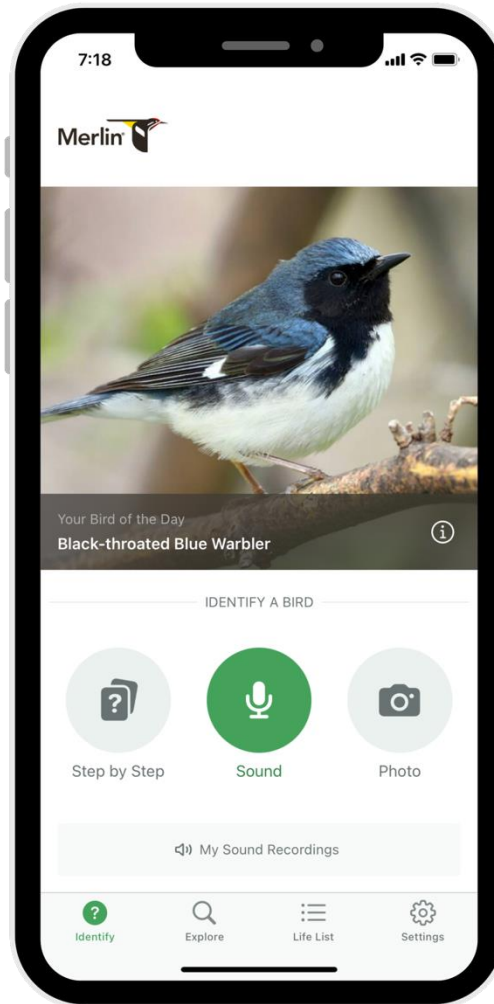 7:18
Merlin
Your Bird of the Day
Black-throated Blue Warbler
IDENTIFY A BIRD
Step by Step
Sound
Photo
My Sound Recordings
Identify
Explore
Life List
Settings